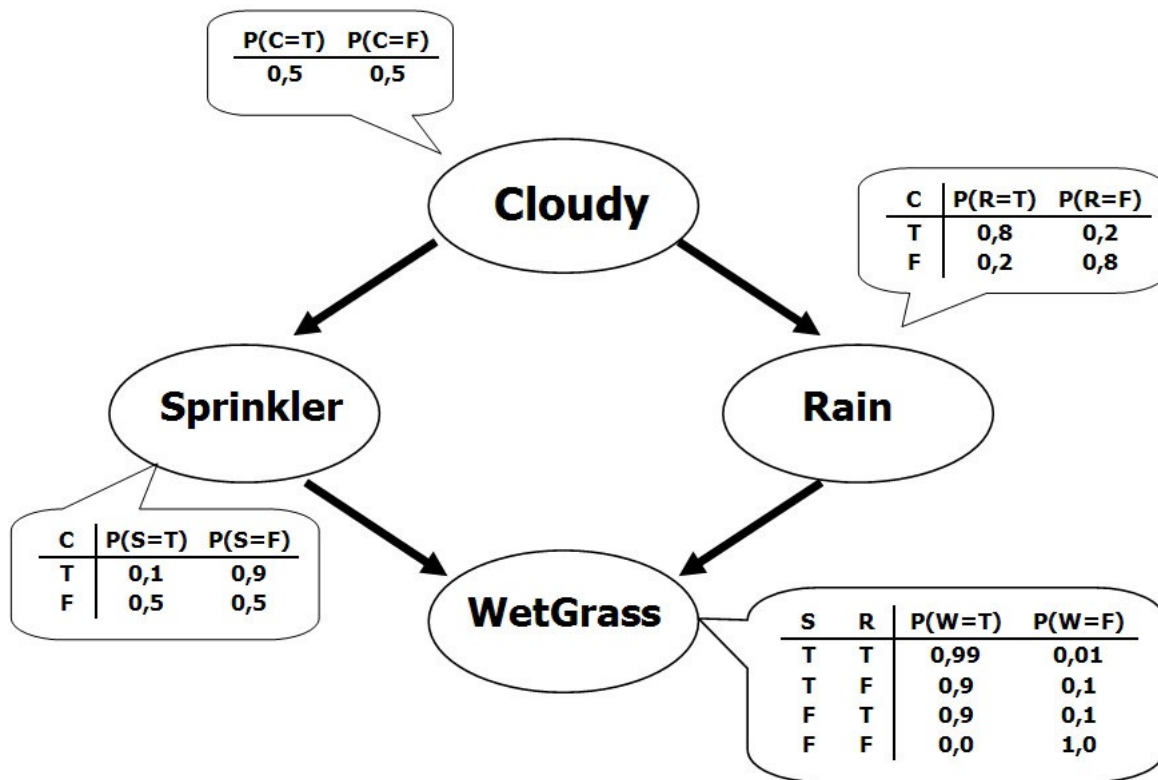 P(C=T) P(C=F)
0,5 0,5
Cloudy
C P(R=T) P(R=F)
T 0,8 0,2
F 0,2 0,8
Sprinkler
Rain
C P(S=T) P(S=F)
T 0,1 0,9
F 0,5 0,5
WetGrass
S R P(W=T) P(W=F)
T T 0,99 0,01
T F 0,9 0,1
F T 0,9 0,1
F F 0,0 1,0